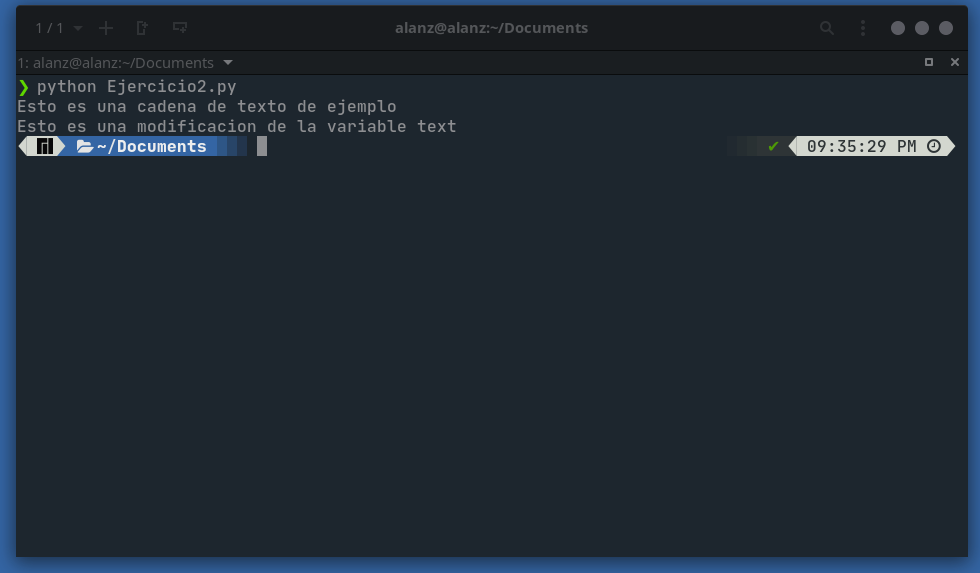 1 / 1
alanz@alanz:~/Documents
1: alanz@alanz:~/Documents
❯ python Ejercicio2.py
Esto es una cadena de texto de ejemplo
Esto es una modificacion de la variable text
~/Documents ✔ 09:35:29 PM